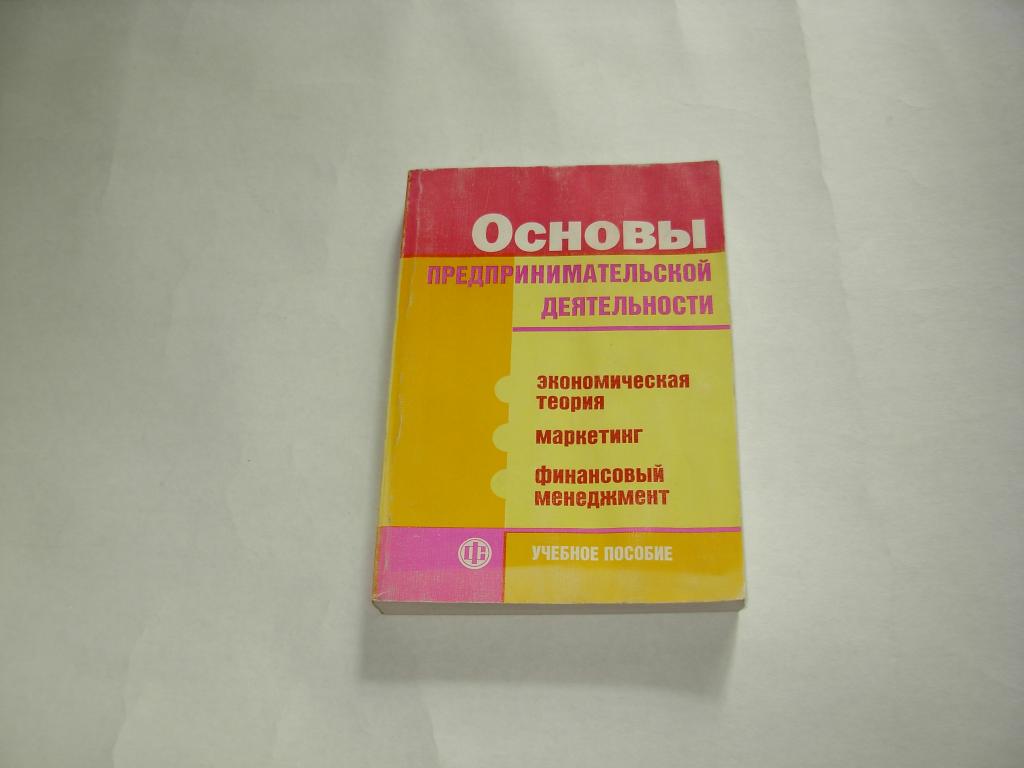 Основы
ПРЕДПРИНИМАТЕЛЬСКОЙ
ДЕЯТЕЛЬНОСТИ
экономическая
теория
маркетинг
финансовый
менеджмент
УЧЕБНОЕ ПОСОБИЕ